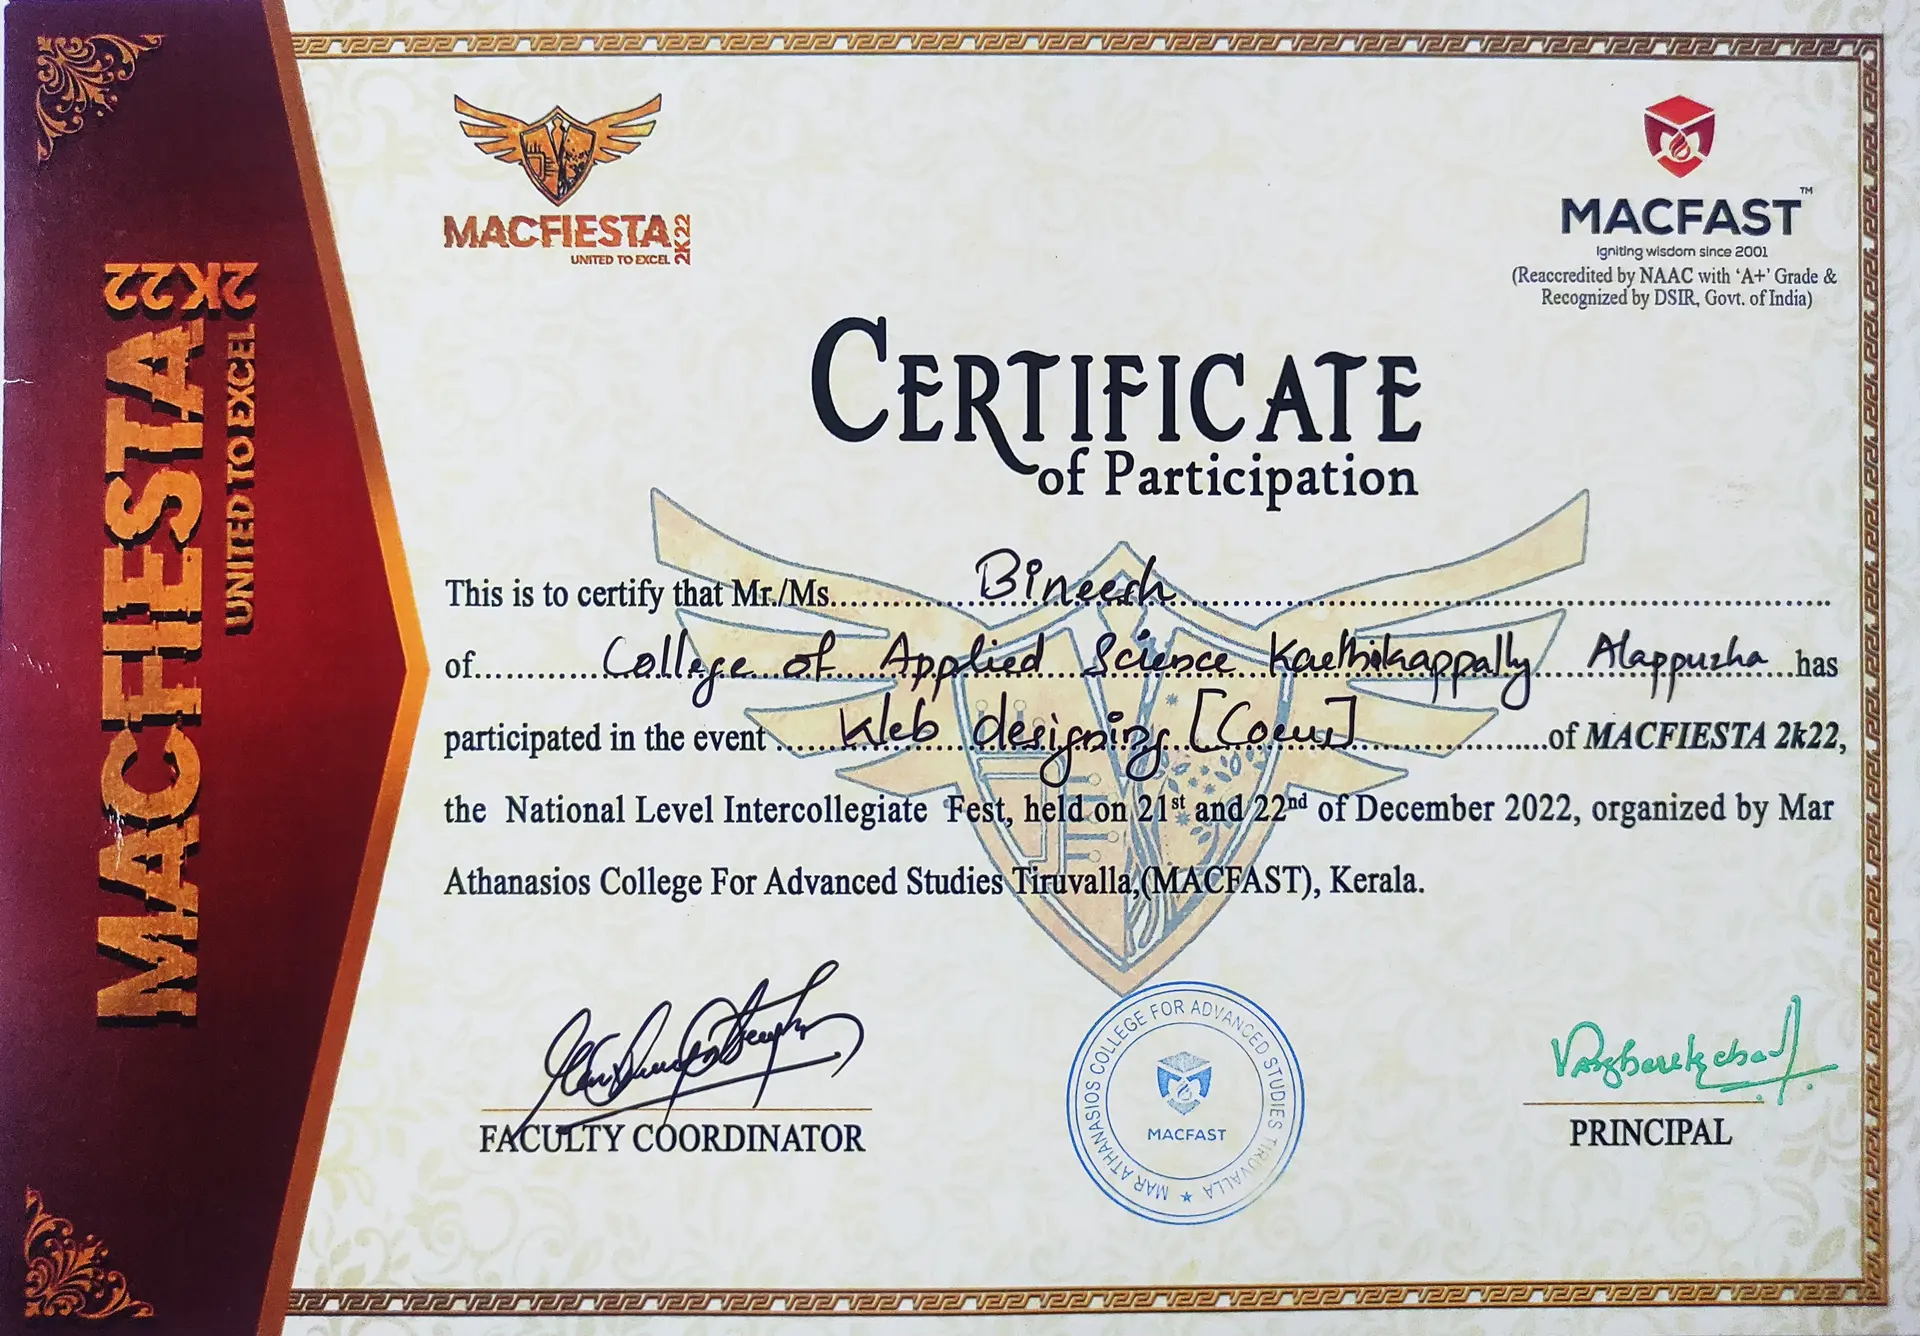 MACFIESTA 2K22
UNITED TO EXCEL
MACFIESTA 2K22
UNITED TO EXCEL
MACFAST™
Igniting wisdom since 2001
(Reaccredited by NAAC with ‘A+’ Grade &
Recognized by DSIR, Govt. of India)
CERTIFICATE
of Participation
This is to certify that Mr./Ms. Bineesh
of College of Applied Science Karthikappally Alappuzha has
participated in the event Web designing [Coeus] of MACFIESTA 2k22,
the National Level Intercollegiate Fest, held on 21st and 22nd of December 2022, organized by Mar
Athanasios College For Advanced Studies Tiruvalla,(MACFAST), Kerala.
MAR ATHANASIOS COLLEGE FOR ADVANCED STUDIES TIRUVALLA ★
MACFAST
FACULTY COORDINATOR
PRINCIPAL